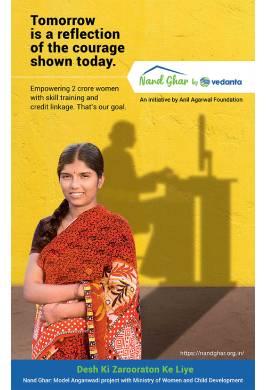 Tomorrow
is a reflection
of the courage
shown today.
Empowering 2 crore women
with skill training and
credit linkage. That's our goal.
Nand Ghar by vedanta
An initiative by Anil Agarwal Foundation
https://nandghar.org.in/
Desh Ki Zarooraton Ke Liye
Nand Ghar: Model Anganwadi project with Ministry of Women and Child Development